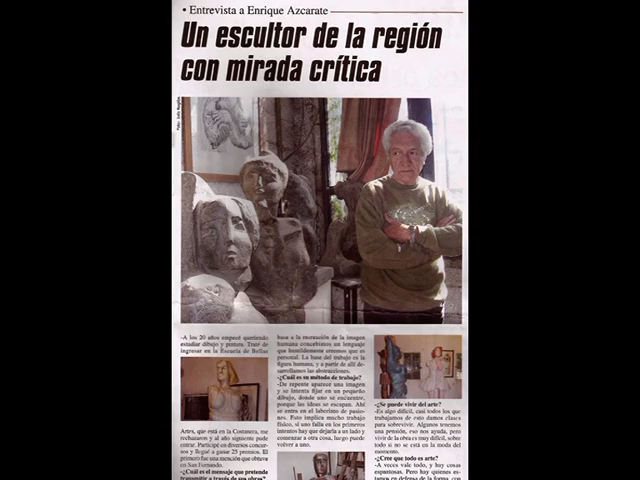 • Entrevista a Enrique Azcarate
Un escultor de la región
con mirada crítica
-A los 20 años empecé queriendo
estudiar dibujo y pintura. Traté de
ingresar en la Escuela de Bellas
Artes, que está en la Costanera, me
rechazaron y al año siguiente pude
entrar. Participé en diversos concur-
sos y llegué a ganar 25 premios. El
primero fue una mención que obtuve
en San Fernando.
-¿Cuál es el mensaje que pretende
transmitir a través de sus obras?
base a la recreación de la imagen
humana concebimos un lenguaje
que humildemente creemos que es
personal. La base del trabajo es la
figura humana, y a partir de allí de-
sarrollamos las abstracciones.
-¿Cuál es su método de trabajo?
-De repente aparece una imagen
y se intenta fijar en un pequeño
dibujo, donde uno se encuentra,
porque las ideas se escapan. Ahí
se entra en el laberinto de pasio-
nes. Esto implica mucho trabajo
físico, si uno falla en los primeros
intentos hay que dejarla a un lado y
comenzar a otra cosa, luego puede
volver a uno.
-¿Se puede vivir del arte?
-Es algo difícil, casi todos los que
trabajamos de esto damos clases
para sobrevivir. Algunos tenemos
una pensión, eso nos ayuda, pero
vivir de la obra es muy difícil, sobre
todo si no se está en la moda del
momento.
-¿Cree que todo es arte?
-A veces vale todo, y hay cosas
espantosas. Pero hay quienes es-
tamos en defensa de la forma, con